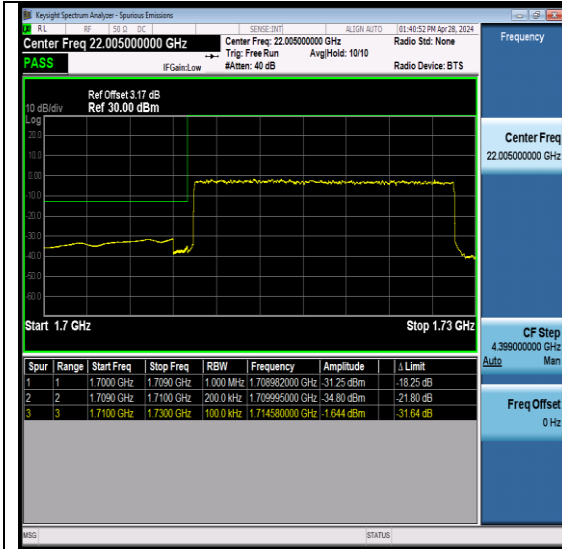 Keysight Spectrum Analyzer - Spurious Emissions
RL RF 50 Ω DC SENSE:INT ALIGN AUTO 01:40:52 PM Apr 28, 2024
Center Freq 22.005000000 GHz Center Freq: 22.005000000 GHz Radio Std: None Frequency
Trig: Free Run Avg|Hold: 10/10
PASS IFGain:Low #Atten: 40 dB Radio Device: BTS
Ref Offset 3.17 dB
10 dB/div Ref 30.00 dBm
Log
20.0
10.0
0.00
-10.0
-20.0
-30.0
-40.0
-50.0
-60.0
Center Freq
22.005000000 GHz
Start 1.7 GHz Stop 1.73 GHz
CF Step
4.399000000 GHz
Auto Man
Spur Range Start Freq Stop Freq RBW Frequency Amplitude Δ Limit
1 1 1.7000 GHz 1.7090 GHz 1.000 MHz 1.708982000 GHz -31.25 dBm -18.25 dB
2 2 1.7090 GHz 1.7100 GHz 200.0 kHz 1.709995000 GHz -34.80 dBm -21.80 dB
3 3 1.7100 GHz 1.7300 GHz 100.0 kHz 1.714580000 GHz -1.644 dBm -31.64 dB
Freq Offset
0 Hz
MSG STATUS